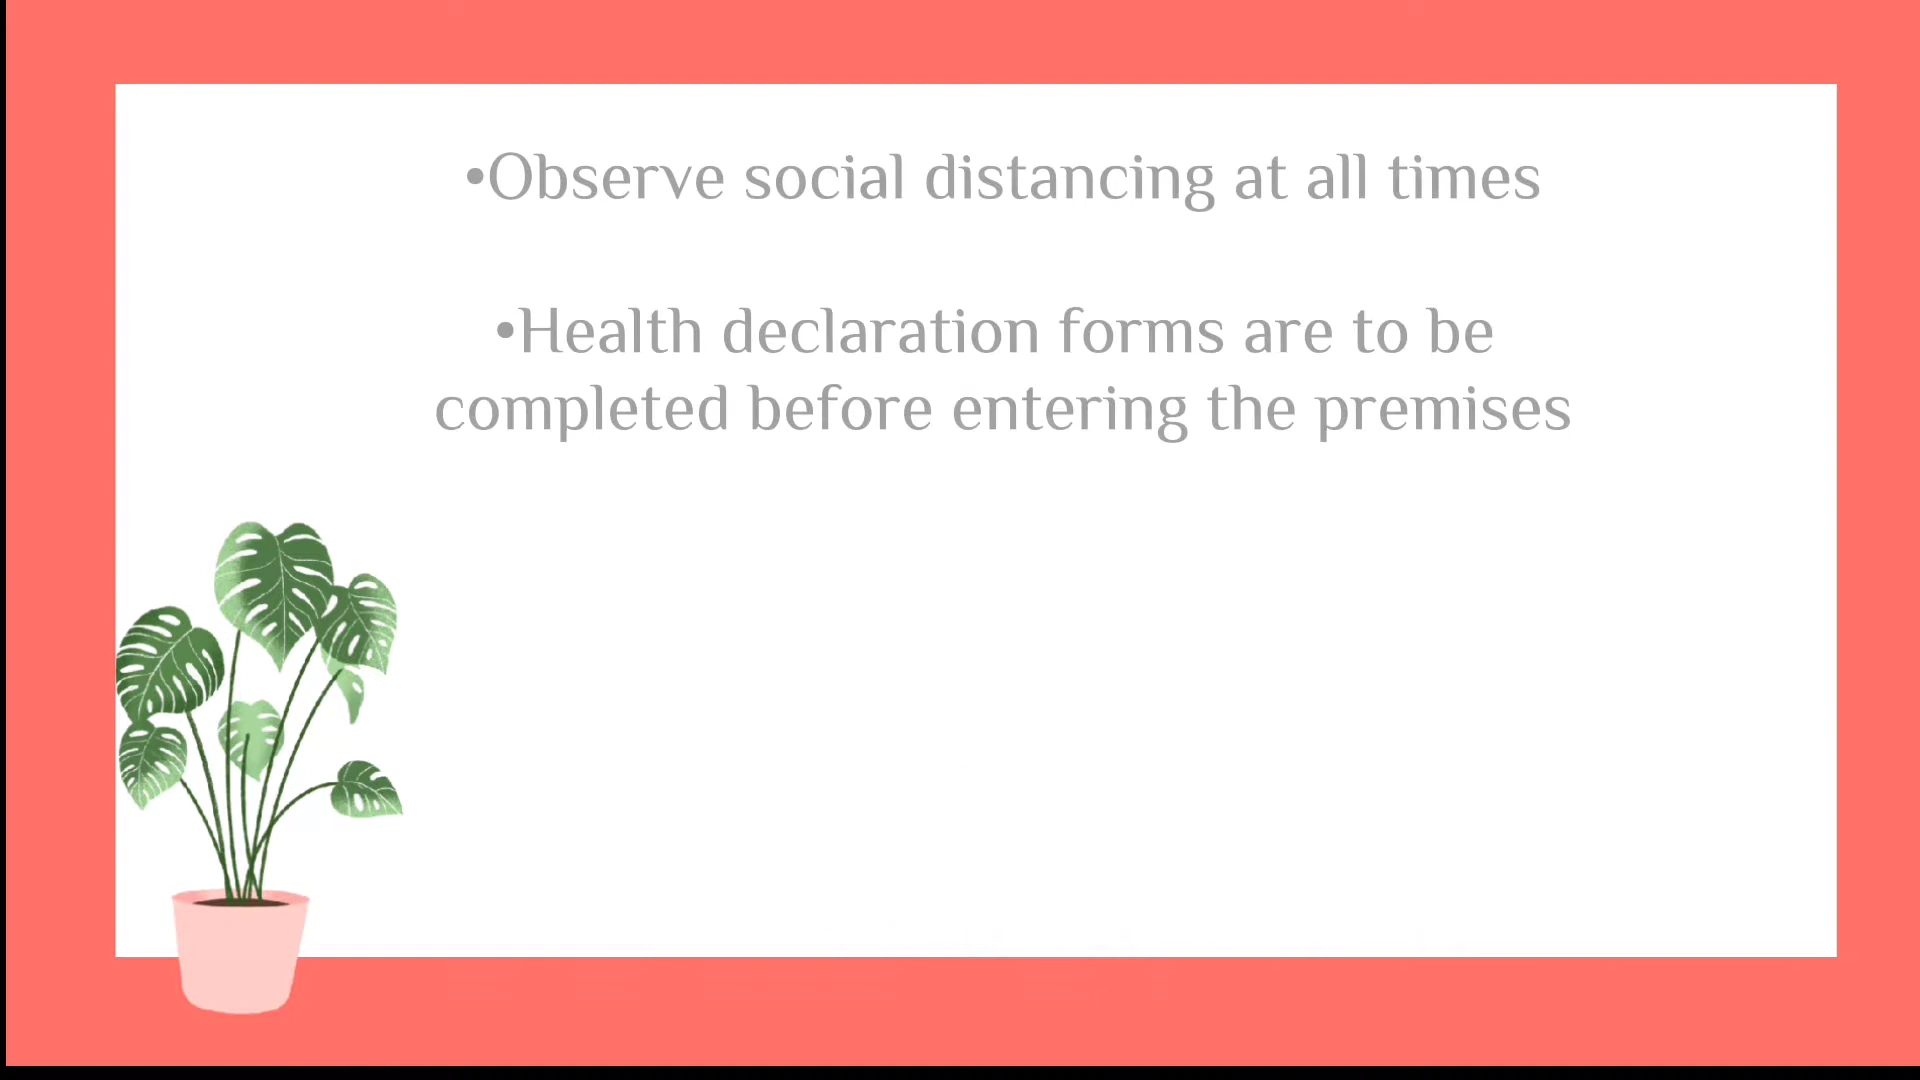 •Observe social distancing at all times
•Health declaration forms are to be
completed before entering the premises